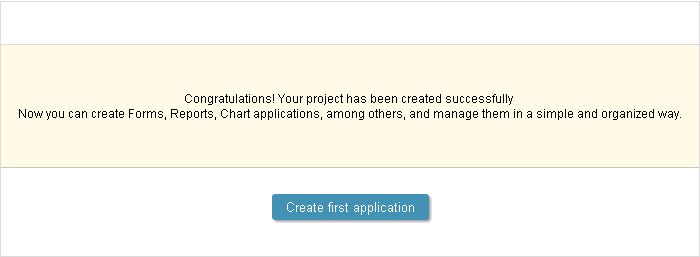 Congratulations! Your project has been created successfully
Now you can create Forms, Reports, Chart applications, among others, and manage them in a simple and organized way.
Create first application